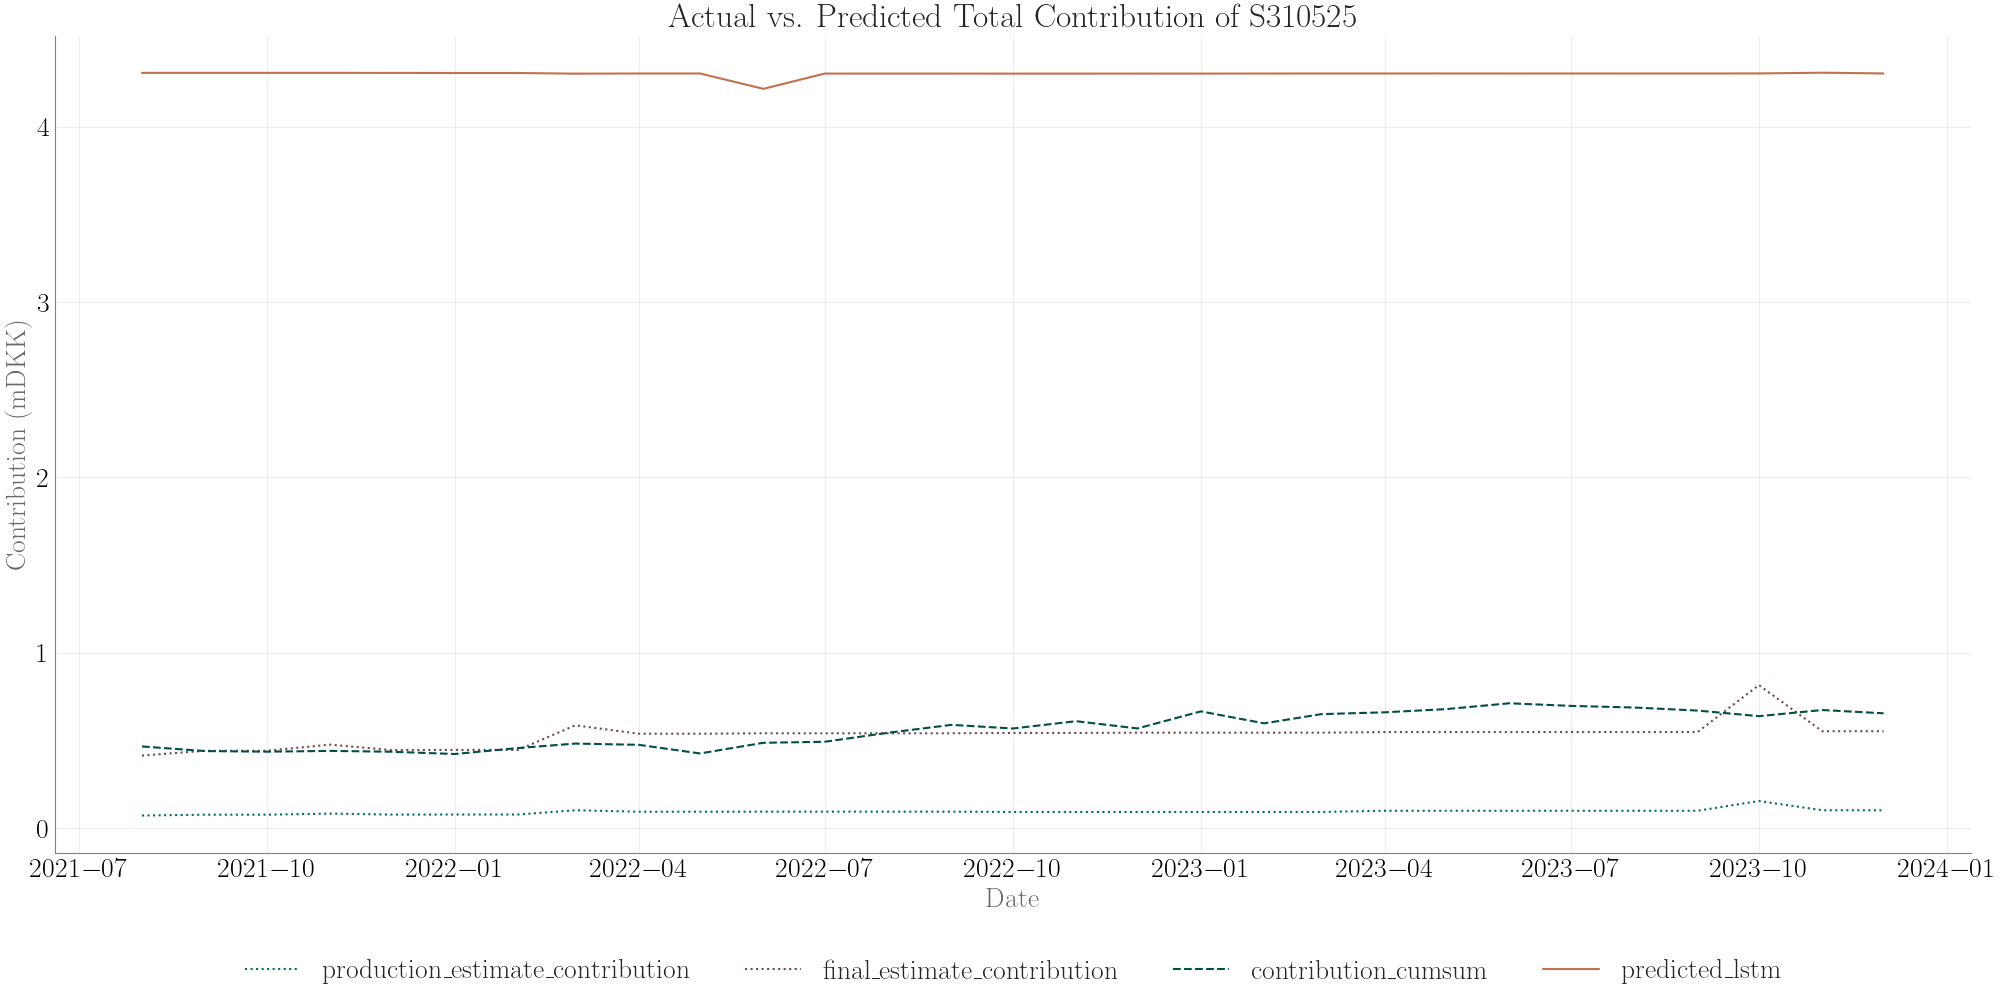 Actual vs. Predicted Total Contribution of S310525
Contribution (mDKK)
4
3
2
1
0
2021−07 2021−10 2022−01 2022−04 2022−07 2022−10 2023−01 2023−04 2023−07 2023−10 2024−01
Date
production_estimate_contribution final_estimate_contribution contribution_cumsum predicted_lstm